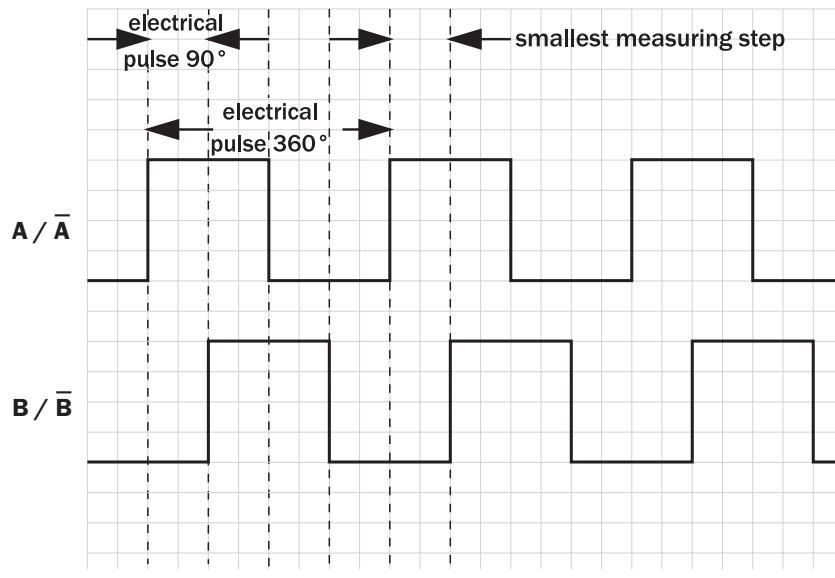 electrical
pulse 90°
smallest measuring step
electrical
pulse 360°
A / A̅
B / B̅